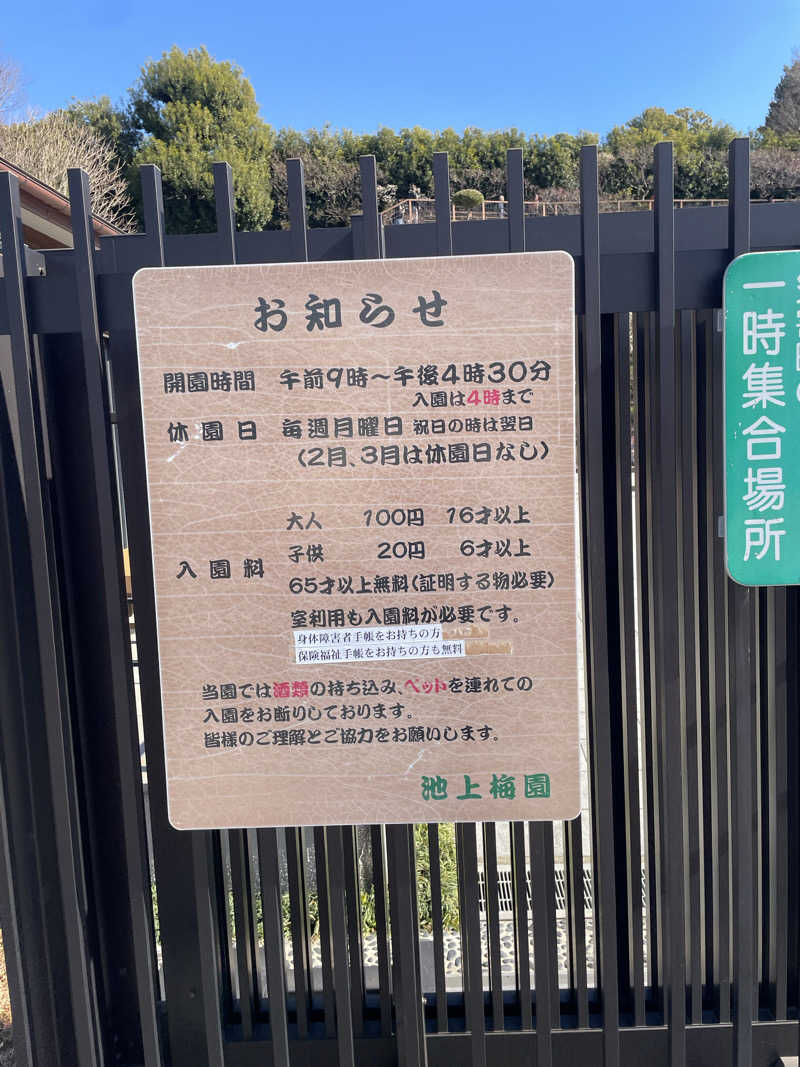 お知らせ
開園時間 午前9時～午後4時30分
入園は4時まで
休園日 毎週月曜日 祝日の時は翌日
（2月、3月は休園日なし）
大人 100円 16才以上
入園料 子供 20円 6才以上
65才以上無料（証明する物必要）
室利用も入園料が必要です。
身体障害者手帳をお持ちの方
保険福祉手帳をお持ちの方も無料
当園では酒類の持ち込み、ペットを連れての
入園をお断りしております。
皆様のご理解とご協力をお願いします。
池上梅園
一時集合場所